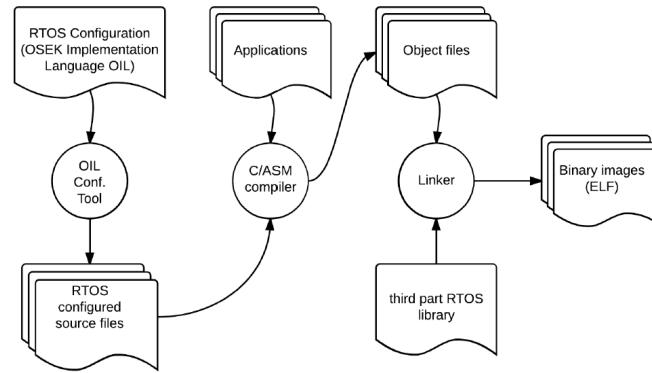 RTOS Configuration
(OSEK Implementation
Language OIL)
Applications
Object files
OIL
Conf.
Tool
C/ASM
compiler
Linker
Binary images
(ELF)
RTOS
configured
source files
third part RTOS
library